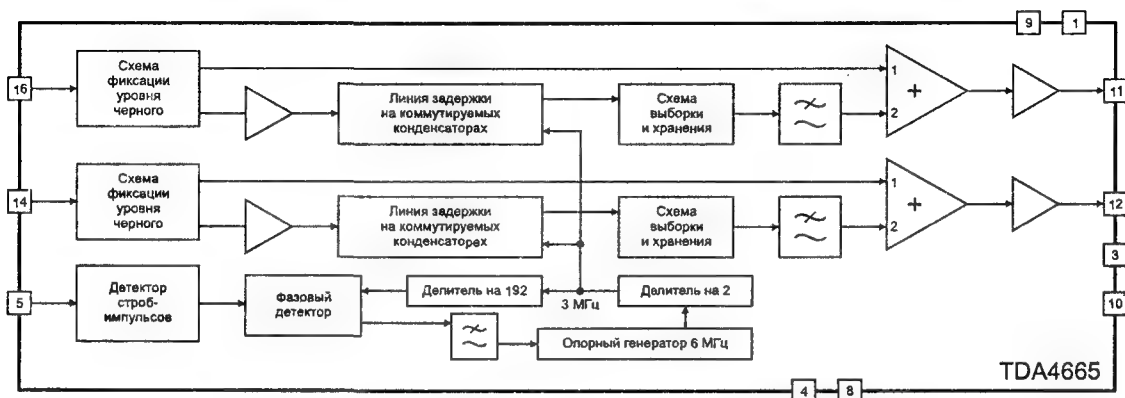 9 1
16
Схема
фиксации
уровня
черного
Линия задержки
на коммутируемых
конденсаторах
Схема
выборки
и хранения
1
+
2
11
14
Схема
фиксации
уровня
черного
Линия задержки
на коммутируемых
конденсаторех
Схема
выборки
и хранения
1
+
2
12
3
5
Детектор
строб-
импульсов
Фазовый
детектор
Делитель на 192
3 МГц
Делитель на 2
10
Опорный генератор 6 МГц
TDA4665
4 8